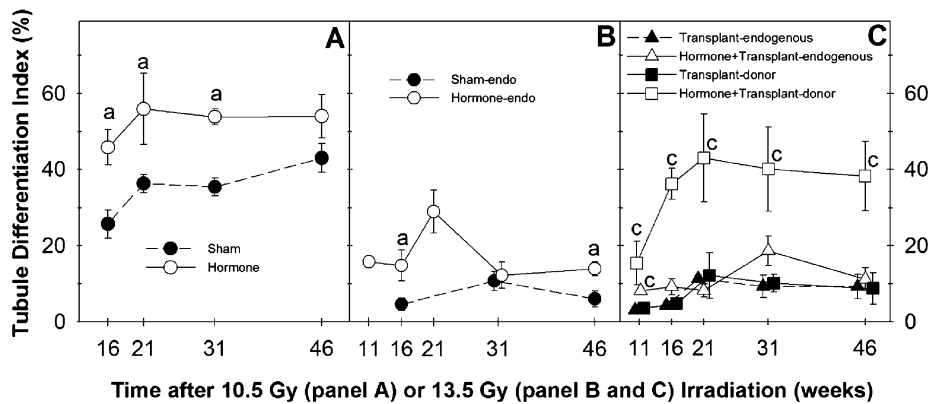 Tubule Differentiation Index (%)
60
40
20
0
A
a
a
a
Sham
Hormone
16
21
31
46
B
Sham-endo
Hormone-endo
a
a
11
16
21
31
46
C
Transplant-endogenous
Hormone+Transplant-endogenous
Transplant-donor
Hormone+Transplant-donor
c
c
c
c
c
c
60
40
20
0
11
16
21
31
46
Time after 10.5 Gy (panel A) or 13.5 Gy (panel B and C) Irradiation (weeks)